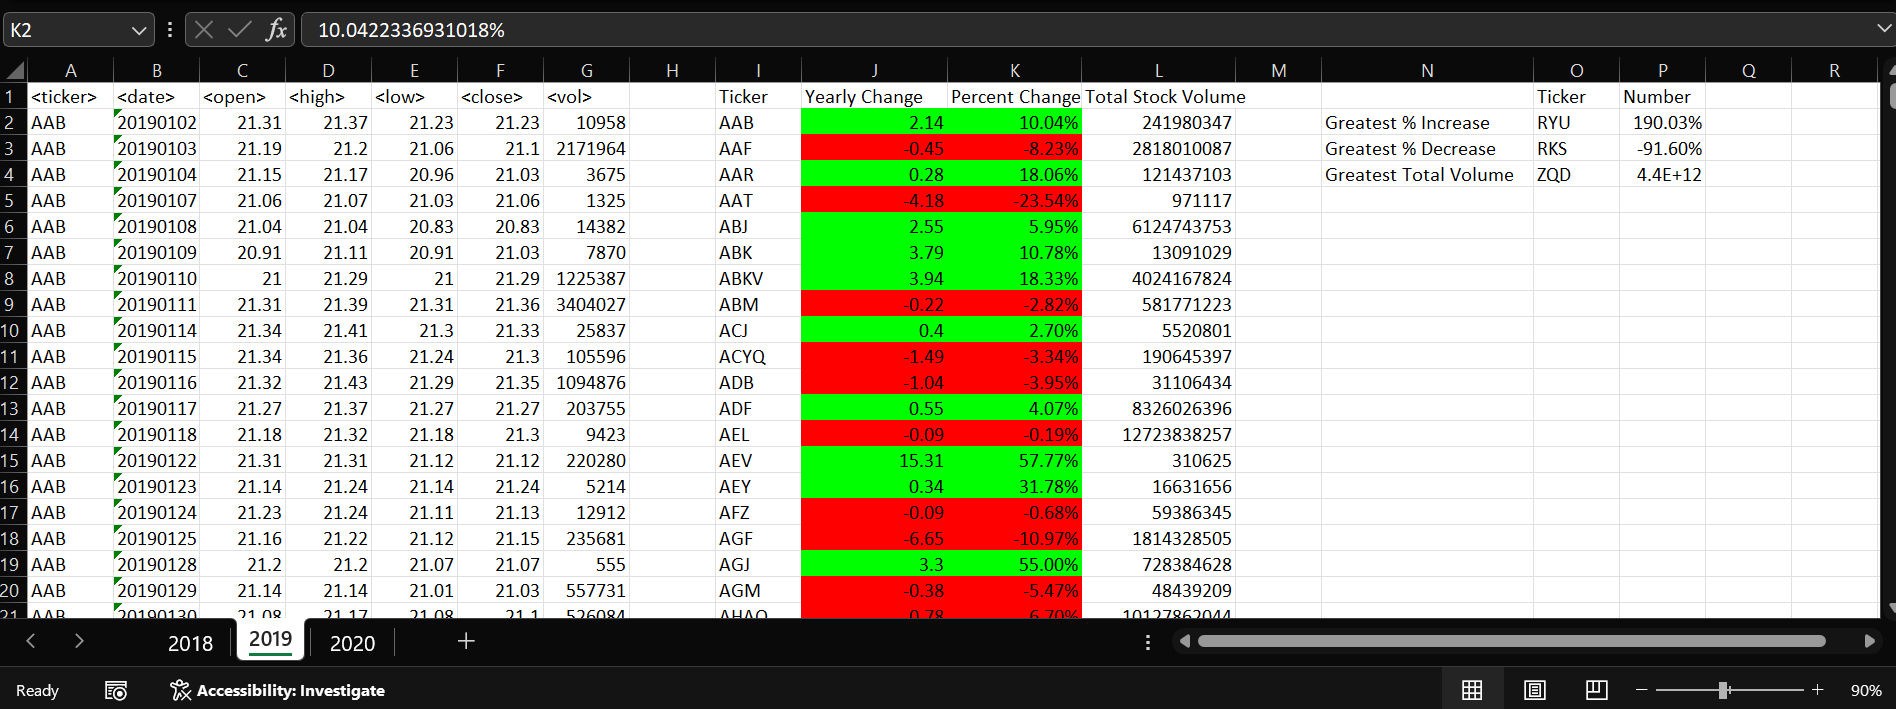 K2 fx 10.0422336931018%
A B C D E F G H I J K L M N O P Q R
1 <ticker> <date> <open> <high> <low> <close> <vol> Ticker Yearly Change Percent Change Total Stock Volume Ticker Number
2 AAB 20190102 21.31 21.37 21.23 21.23 10958 AAB 2.14 10.04% 241980347 Greatest % Increase RYU 190.03%
3 AAB 20190103 21.19 21.2 21.06 21.1 2171964 AAF -0.45 -8.23% 2818010087 Greatest % Decrease RKS -91.60%
4 AAB 20190104 21.15 21.17 20.96 21.03 3675 AAR 0.28 18.06% 121437103 Greatest Total Volume ZQD 4.4E+12
5 AAB 20190107 21.06 21.07 21.03 21.06 1325 AAT -4.18 -23.54% 971117
6 AAB 20190108 21.04 21.04 20.83 20.83 14382 ABJ 2.55 5.95% 6124743753
7 AAB 20190109 20.91 21.11 20.91 21.03 7870 ABK 3.79 10.78% 13091029
8 AAB 20190110 21 21.29 21 21.29 1225387 ABKV 3.94 18.33% 4024167824
9 AAB 20190111 21.31 21.39 21.31 21.36 3404027 ABM -0.22 -2.82% 581771223
10 AAB 20190114 21.34 21.41 21.3 21.33 25837 ACJ 0.4 2.70% 5520801
11 AAB 20190115 21.34 21.36 21.24 21.3 105596 ACYQ -1.49 -3.34% 190645397
12 AAB 20190116 21.32 21.43 21.29 21.35 1094876 ADB -1.04 -3.95% 31106434
13 AAB 20190117 21.27 21.37 21.27 21.27 203755 ADF 0.55 4.07% 8326026396
14 AAB 20190118 21.18 21.32 21.18 21.3 9423 AEL -0.09 -0.19% 12723838257
15 AAB 20190122 21.31 21.31 21.12 21.12 220280 AEV 15.31 57.77% 310625
16 AAB 20190123 21.14 21.24 21.14 21.24 5214 AEY 0.34 31.78% 16631656
17 AAB 20190124 21.23 21.24 21.11 21.13 12912 AFZ -0.09 -0.68% 59386345
18 AAB 20190125 21.16 21.22 21.12 21.15 235681 AGF -6.65 -10.97% 1814328505
19 AAB 20190128 21.2 21.2 21.07 21.07 555 AGJ 3.3 55.00% 728384628
20 AAB 20190129 21.14 21.14 21.01 21.03 557731 AGM -0.38 -5.47% 48439209
21 AAB 20190130 21.08 21.17 21.08 21.1 526084
2018 2019 2020
Ready Accessibility: Investigate 90%